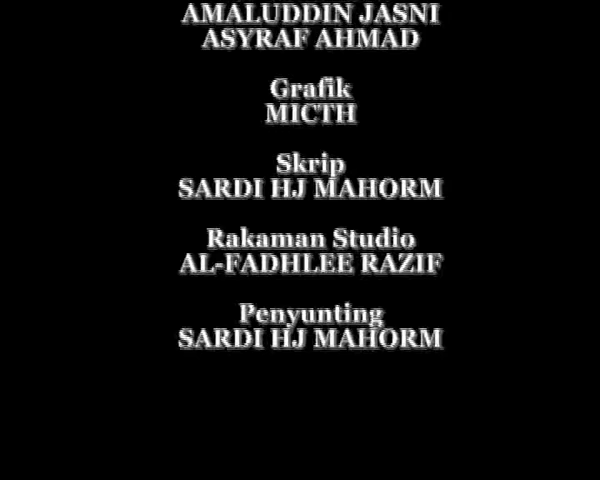 AMALUDDIN JASNI
ASYRAF AHMAD
Grafik
MICTH
Skrip
SARDI HJ MAHORM
Rakaman Studio
AL-FADHLEE RAZIF
Penyunting
SARDI HJ MAHORM